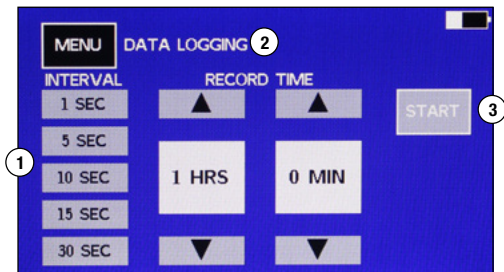 MENU DATA LOGGING 2
INTERVAL RECORD TIME
1 SEC
START 3
5 SEC
1
10 SEC 1 HRS 0 MIN
15 SEC
30 SEC